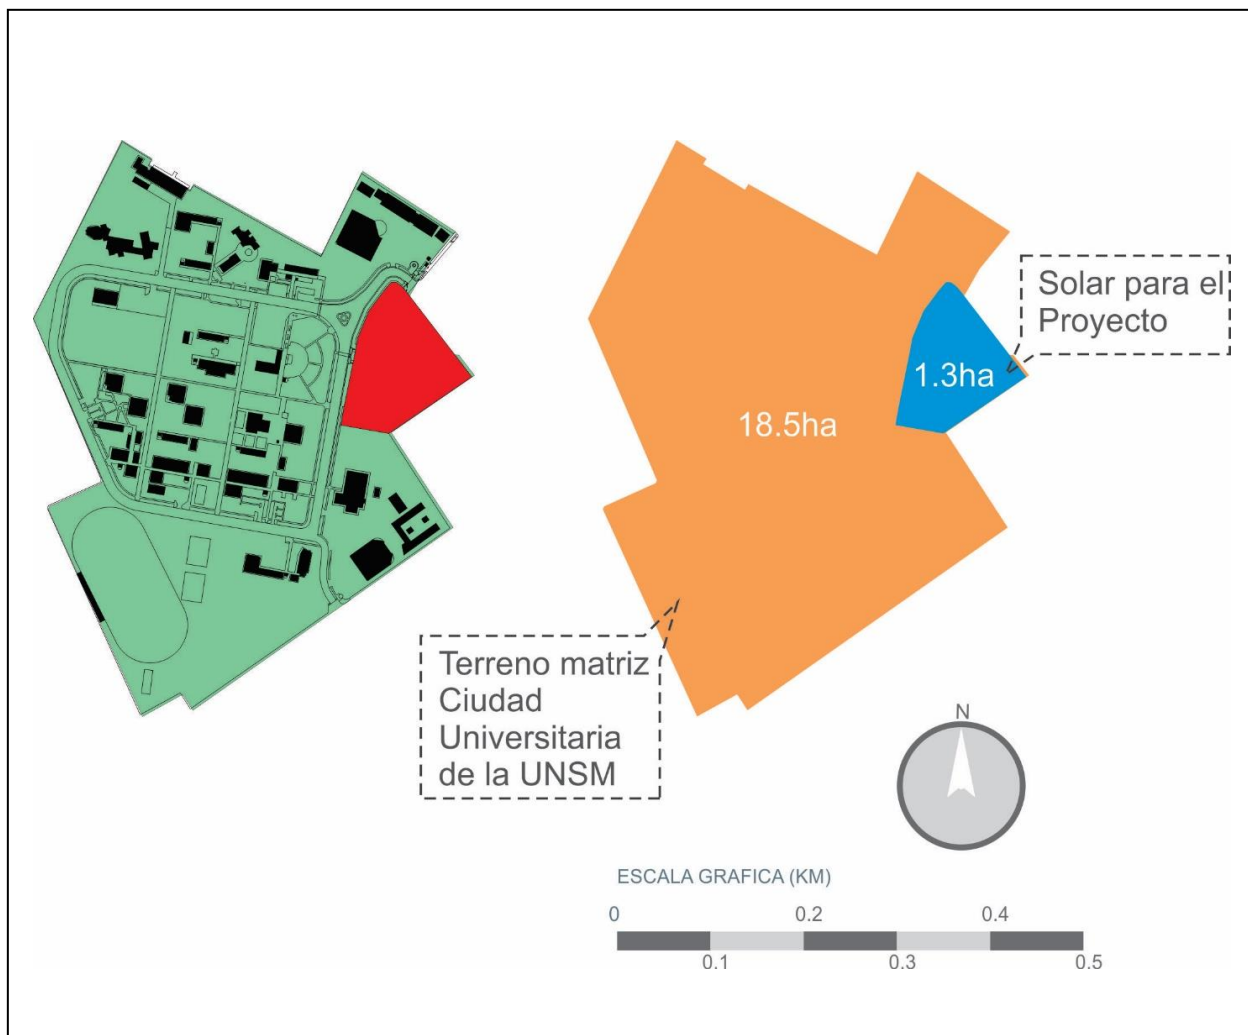 Solar para el
Proyecto
1.3ha
18.5ha
Terreno matriz
Ciudad
Universitaria
de la UNSM
N
ESCALA GRAFICA (KM)
0 0.2 0.4
0.1 0.3 0.5